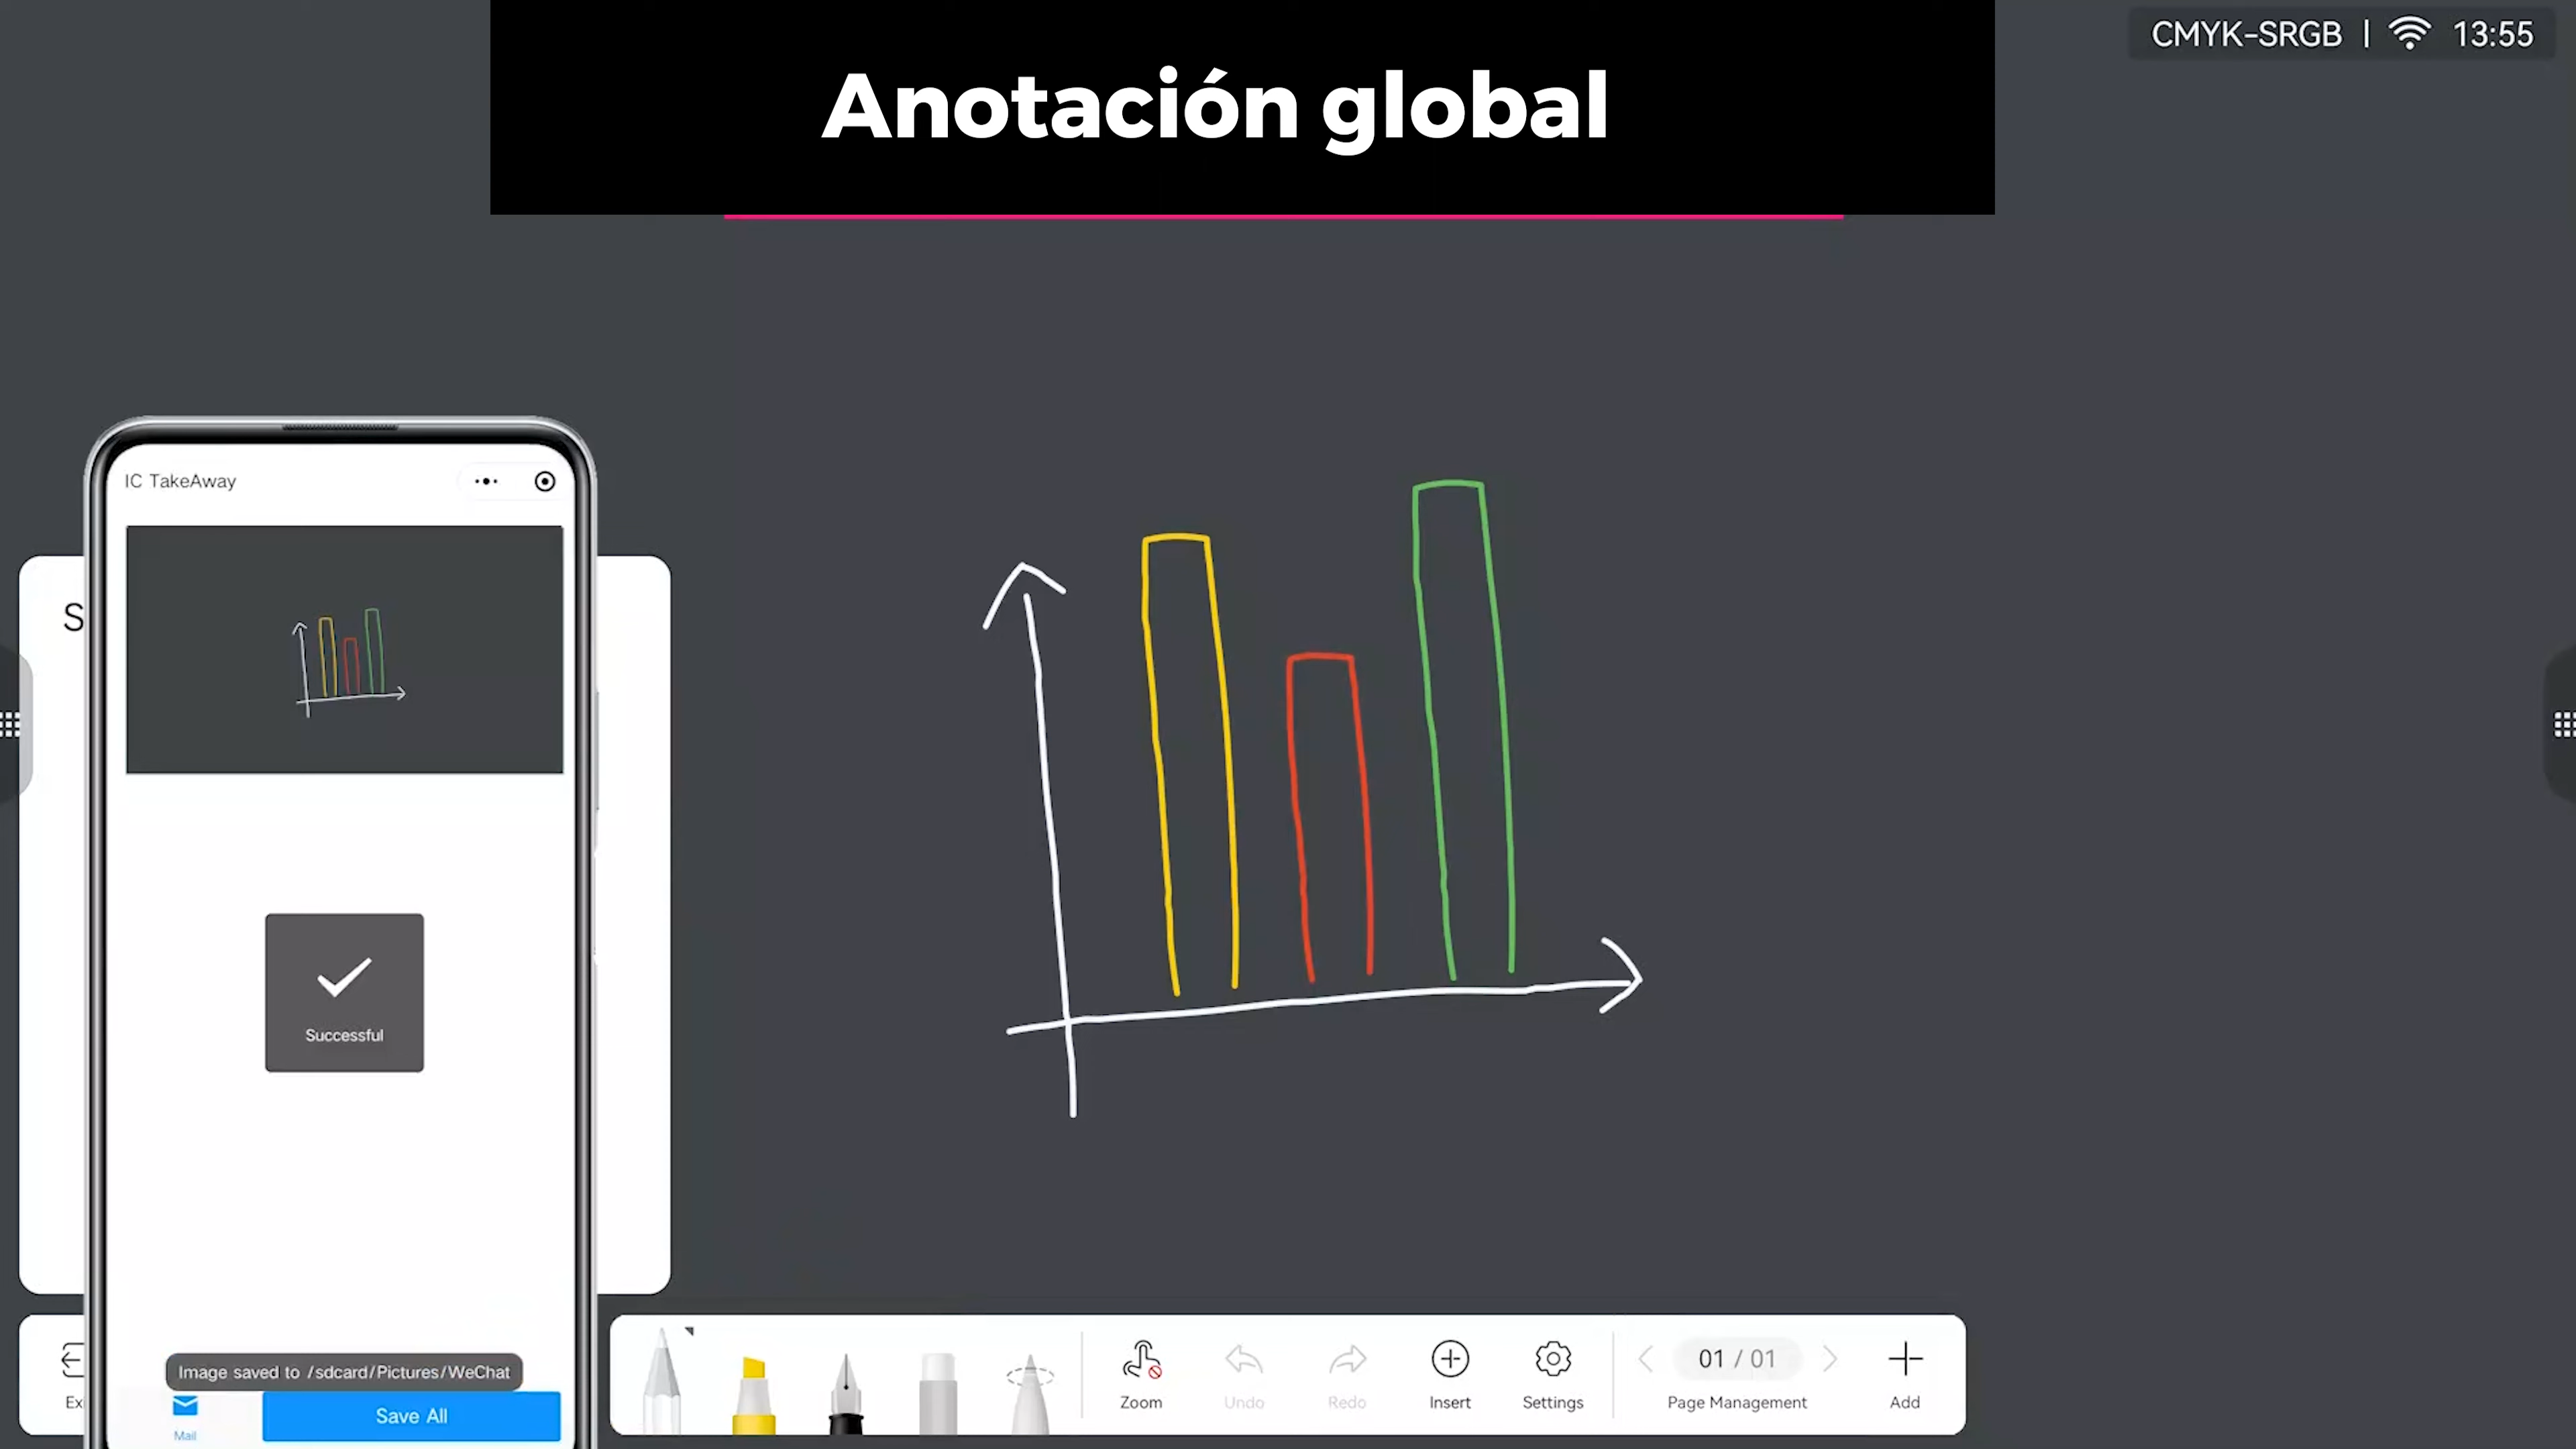 Anotación global
CMYK-SRGB | 13:55
IC TakeAway
S
Successful
Image saved to /sdcard/Pictures/WeChat
Mail
Save All
Ex
Zoom
Undo
Redo
Insert
Settings
01 / 01
Page Management
Add